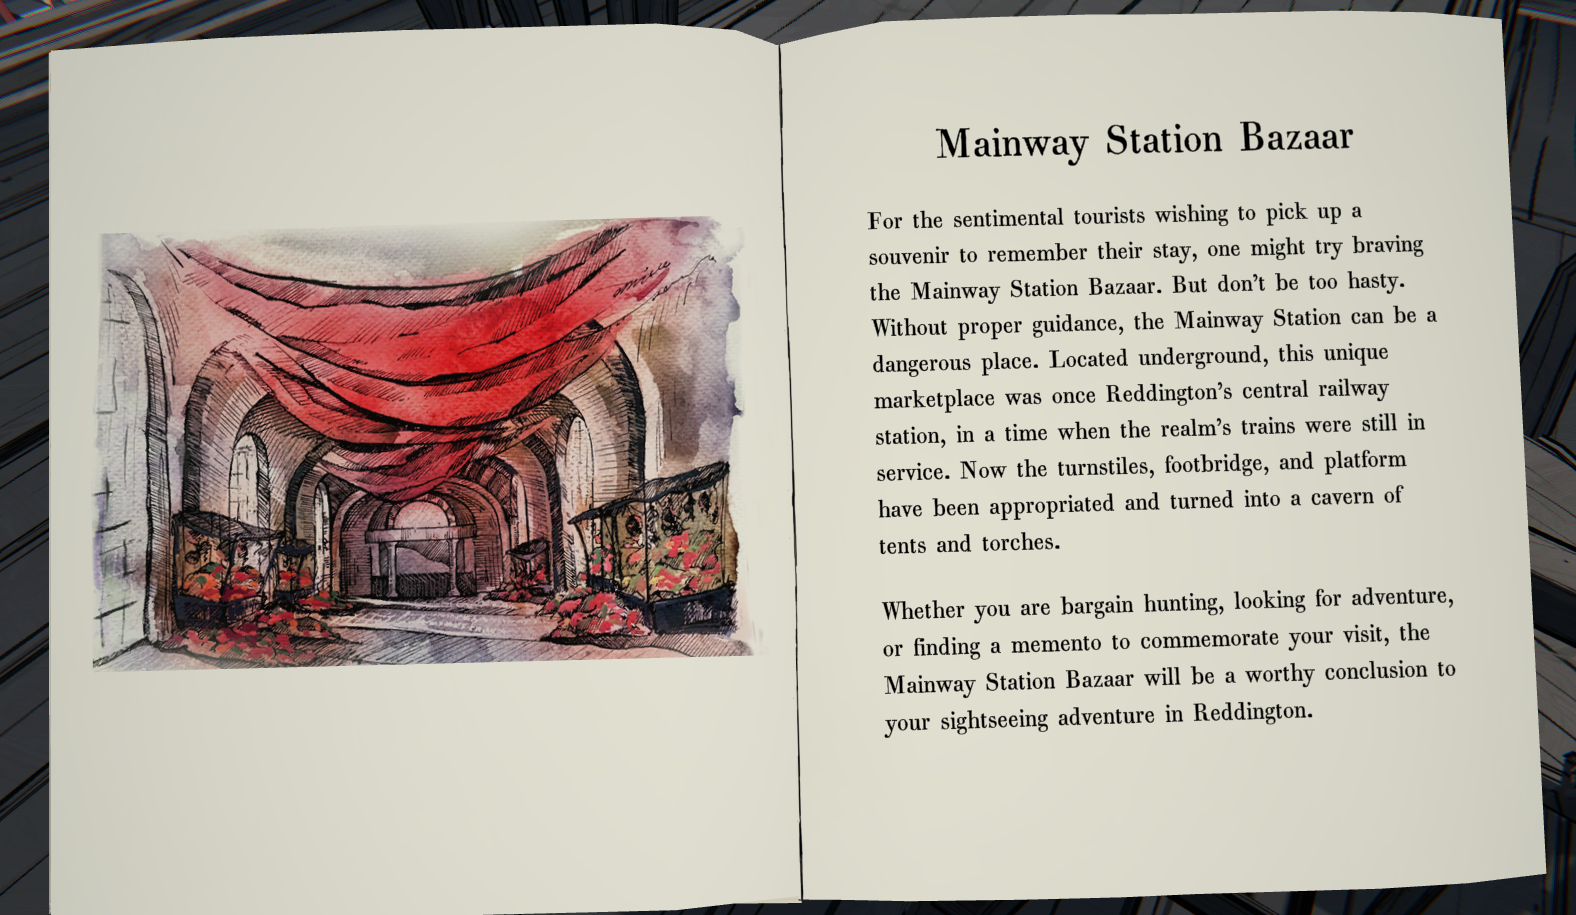 Mainway Station Bazaar
For the sentimental tourists wishing to pick up a
souvenir to remember their stay, one might try braving
the Mainway Station Bazaar. But don't be too hasty.
Without proper guidance, the Mainway Station can be a
dangerous place. Located underground, this unique
marketplace was once Reddington's central railway
station, in a time when the realm's trains were still in
service. Now the turnstiles, footbridge, and platform
have been appropriated and turned into a cavern of
tents and torches.
Whether you are bargain hunting, looking for adventure,
or finding a memento to commemorate your visit, the
Mainway Station Bazaar will be a worthy conclusion to
your sightseeing adventure in Reddington.